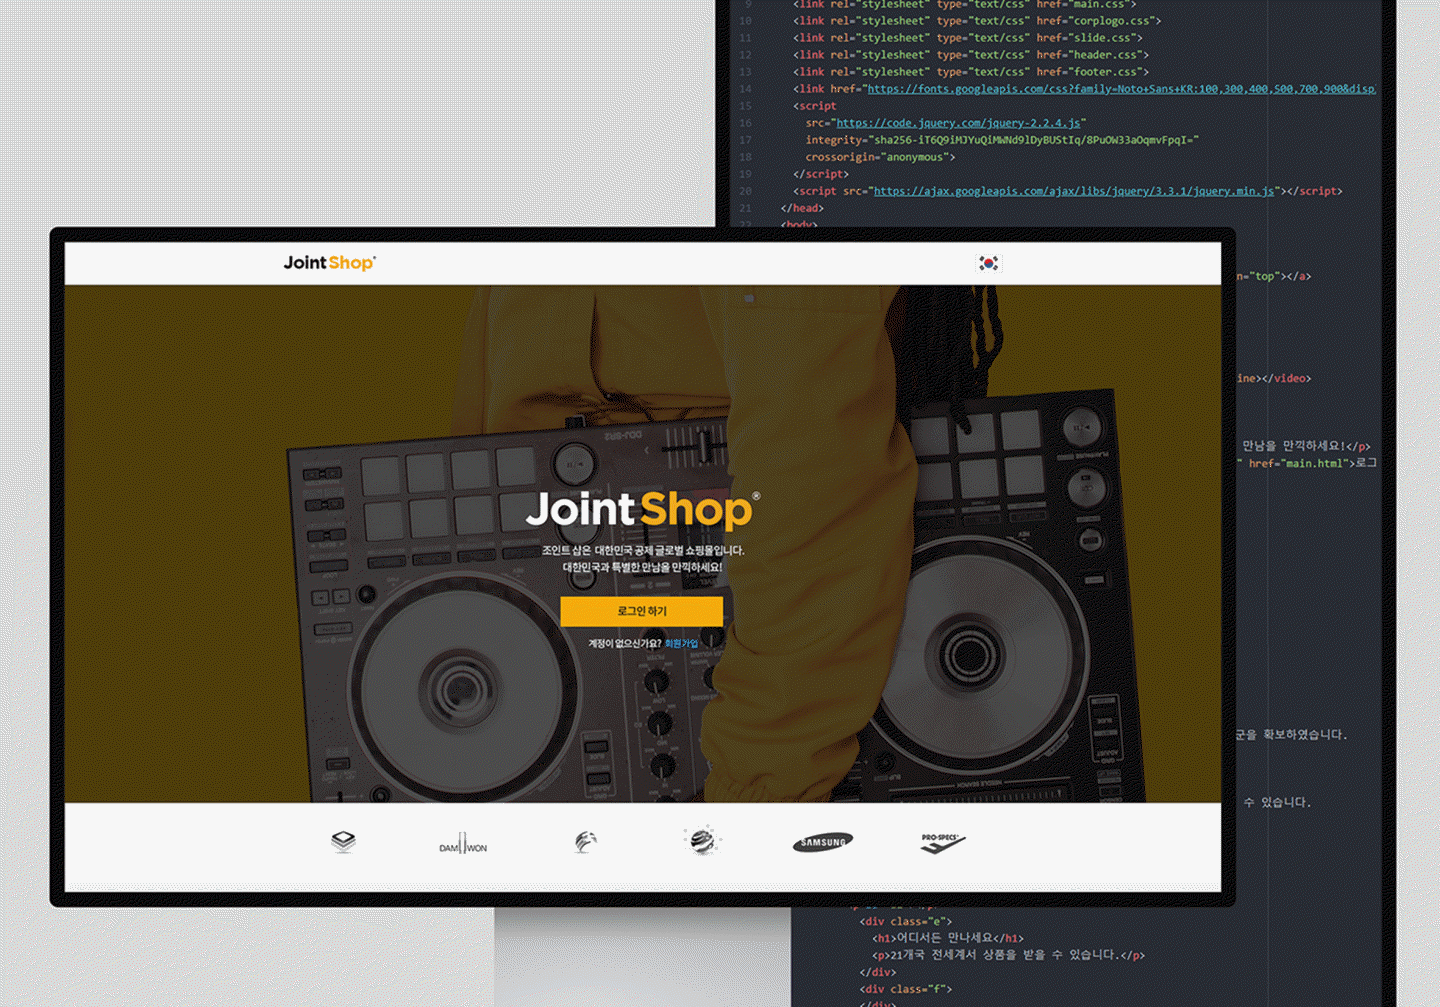 9 <link rel="stylesheet" type="text/css" href="main.css">
10 <link rel="stylesheet" type="text/css" href="corplogo.css">
11 <link rel="stylesheet" type="text/css" href="slide.css">
12 <link rel="stylesheet" type="text/css" href="header.css">
13 <link rel="stylesheet" type="text/css" href="footer.css">
14 <link href="https://fonts.googleapis.com/css?family=Noto+Sans+KR:100,300,400,500,700,900&disp
15 <script
16 src="https://code.jquery.com/jquery-2.2.4.js"
17 integrity="sha256-iT6Q9iMJYuQiMWNd9lDyBUStIq/8PuOW33aOqmvFpqI="
18 crossorigin="anonymous">
19 </script>
20 <script src="https://ajax.googleapis.com/ajax/libs/jquery/3.3.1/jquery.min.js"></script>
21 </head>
22 <body>
n="top"></a>
ine></video>
만남을 만끽하세요!</p>
" href="main.html">로그
군을 확보하였습니다.
수 있습니다.
<div class="e">
<h1>어디서든 만나세요</h1>
<p>21개국 전세계서 상품을 받을 수 있습니다.</p>
</div>
<div class="f">
</div>
JointShop
DDJ-SR2
JointShop®
조인트 샵은 대한민국 공제 글로벌 쇼핑몰입니다.
대한민국과 특별한 만남을 만끽하세요!
로그인 하기
계정이 없으신가요? 회원가입
NEEDLE SEARCH
DAMWON
SAMSUNG
PRO-SPECS